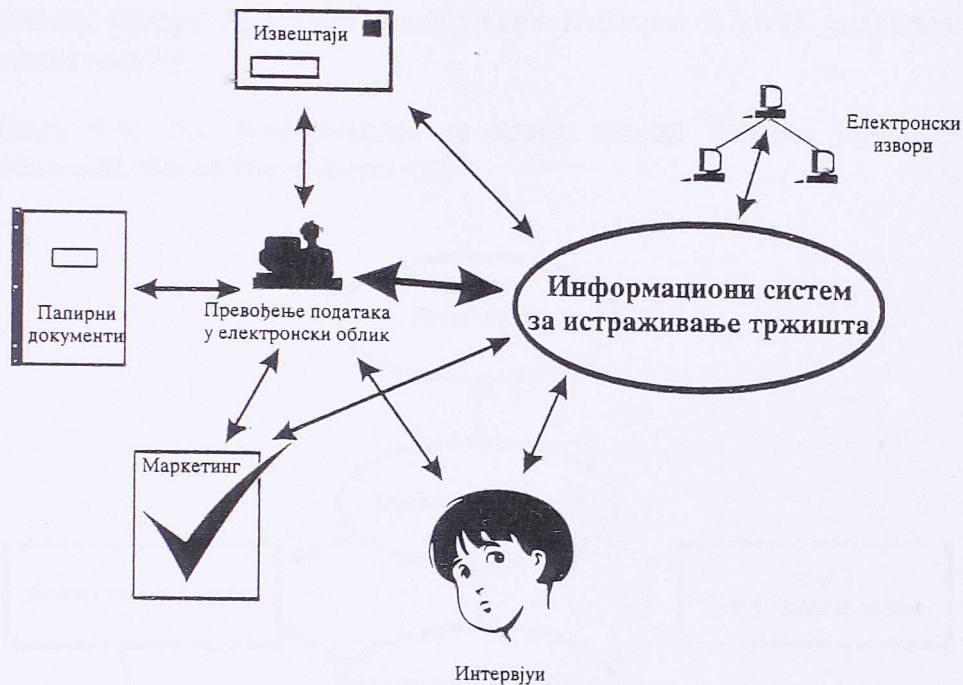 Извештаји
Електронски
извори
Папирни
документи
Превођење података
у електронски облик
Информациони систем
за истраживање тржишта
Маркетинг
Интервјуи